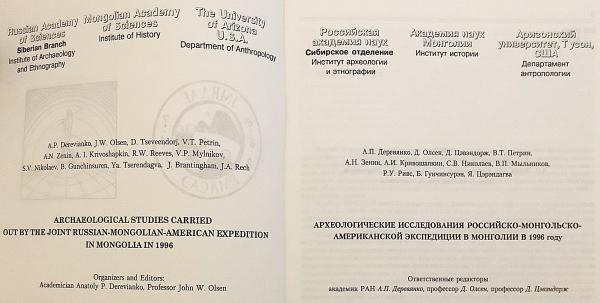 Russian Academy
of Sciences
Siberian Branch
Institute of Archaeology
and Ethnography
Mongolian Academy
of Sciences
Institute of History
The University
of Arizona
U.S.A.
Department of Anthropology
A.P. Derevianko, J.W. Olsen, D. Tseveendorj, V.T. Petrin,
A.N. Zenin, A. I. Krivoshapkin, R.W. Reeves, V.P. Mylnikov,
S.V. Nikolaev, B. Gunchinsuren, Ya. Tserendagva, J. Brantingham, J.A. Rech
ARCHAEOLOGICAL STUDIES CARRIED
OUT BY THE JOINT RUSSIAN-MONGOLIAN-AMERICAN EXPEDITION
IN MONGOLIA IN 1996
Organizers and Editors:
Academician Anatoly P. Derevianko, Professor John W. Olsen
Российская
академия наук
Сибирское отделение
Институт археологии
и этнографии
Академия наук
Монголии
Институт истории
Аризонский
университет, Тусон,
США
Департамент
антропологии
А.П. Деревянко, Д. Олсен, Д. Цэвэндорж, В.Т. Петрин,
А.Н. Зенин, А.И. Кривошапкин, С.В. Николаев, В.П. Мыльников,
Р.У. Ривс, Б. Гунчинсурэн, Я. Цэрэндагва
АРХЕОЛОГИЧЕСКИЕ ИССЛЕДОВАНИЯ РОССИЙСКО-МОНГОЛЬСКО-
АМЕРИКАНСКОЙ ЭКСПЕДИЦИИ В МОНГОЛИИ В 1996 году
Ответственные редакторы
академик РАН А.П. Деревянко, профессор Д. Олсен, профессор Д. Цэвэндорж